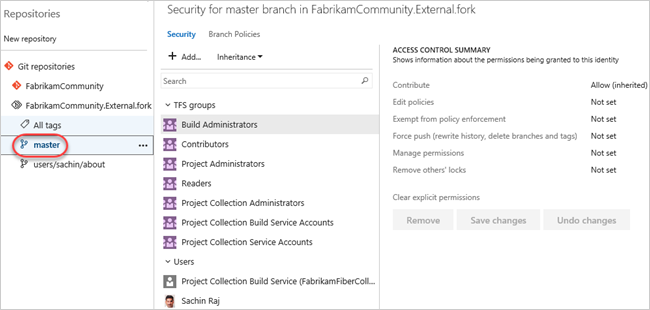 Repositories
New repository
Git repositories
FabrikamCommunity
FabrikamCommunity.External.fork
All tags
master ...
users/sachin/about
Security for master branch in FabrikamCommunity.External.fork
Security Branch Policies
+ Add... Inheritance
Search
TFS groups
Build Administrators
Contributors
Project Administrators
Readers
Project Collection Administrators
Project Collection Build Service Accounts
Project Collection Service Accounts
Users
Project Collection Build Service (FabrikamFiberColl...
Sachin Raj
ACCESS CONTROL SUMMARY
Shows information about the permissions being granted to this identity
Contribute Allow (inherited)
Edit policies Not set
Exempt from policy enforcement Not set
Force push (rewrite history, delete branches and tags) Not set
Manage permissions Not set
Remove others' locks Not set
Clear explicit permissions
Remove Save changes Undo changes